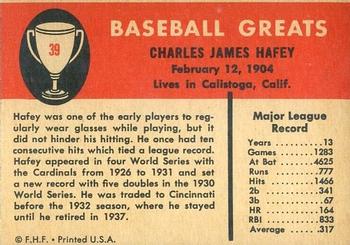 39
BASEBALL GREATS
CHARLES JAMES HAFEY
February 12, 1904
Lives in Calistoga, Calif.
Hafey was one of the early players to reg-
ularly wear glasses while playing, but it
did not hinder his hitting. He once had ten
consecutive hits which tied a league record.
Hafey appeared in four World Series with
the Cardinals from 1926 to 1931 and set
a new record with five doubles in the 1930
World Series. He was traded to Cincinnati
before the 1932 season, where he stayed
until he retired in 1937.
© F.H.F. • Printed U.S.A.
Major League
Record
Years ............ 13
Games ........ 1283
At Bat ........ 4625
Runs ............ 777
Hits ............ 1466
2b ................ 341
3b .................. 67
HR ................ 164
RBI .............. 833
Average ...... .317